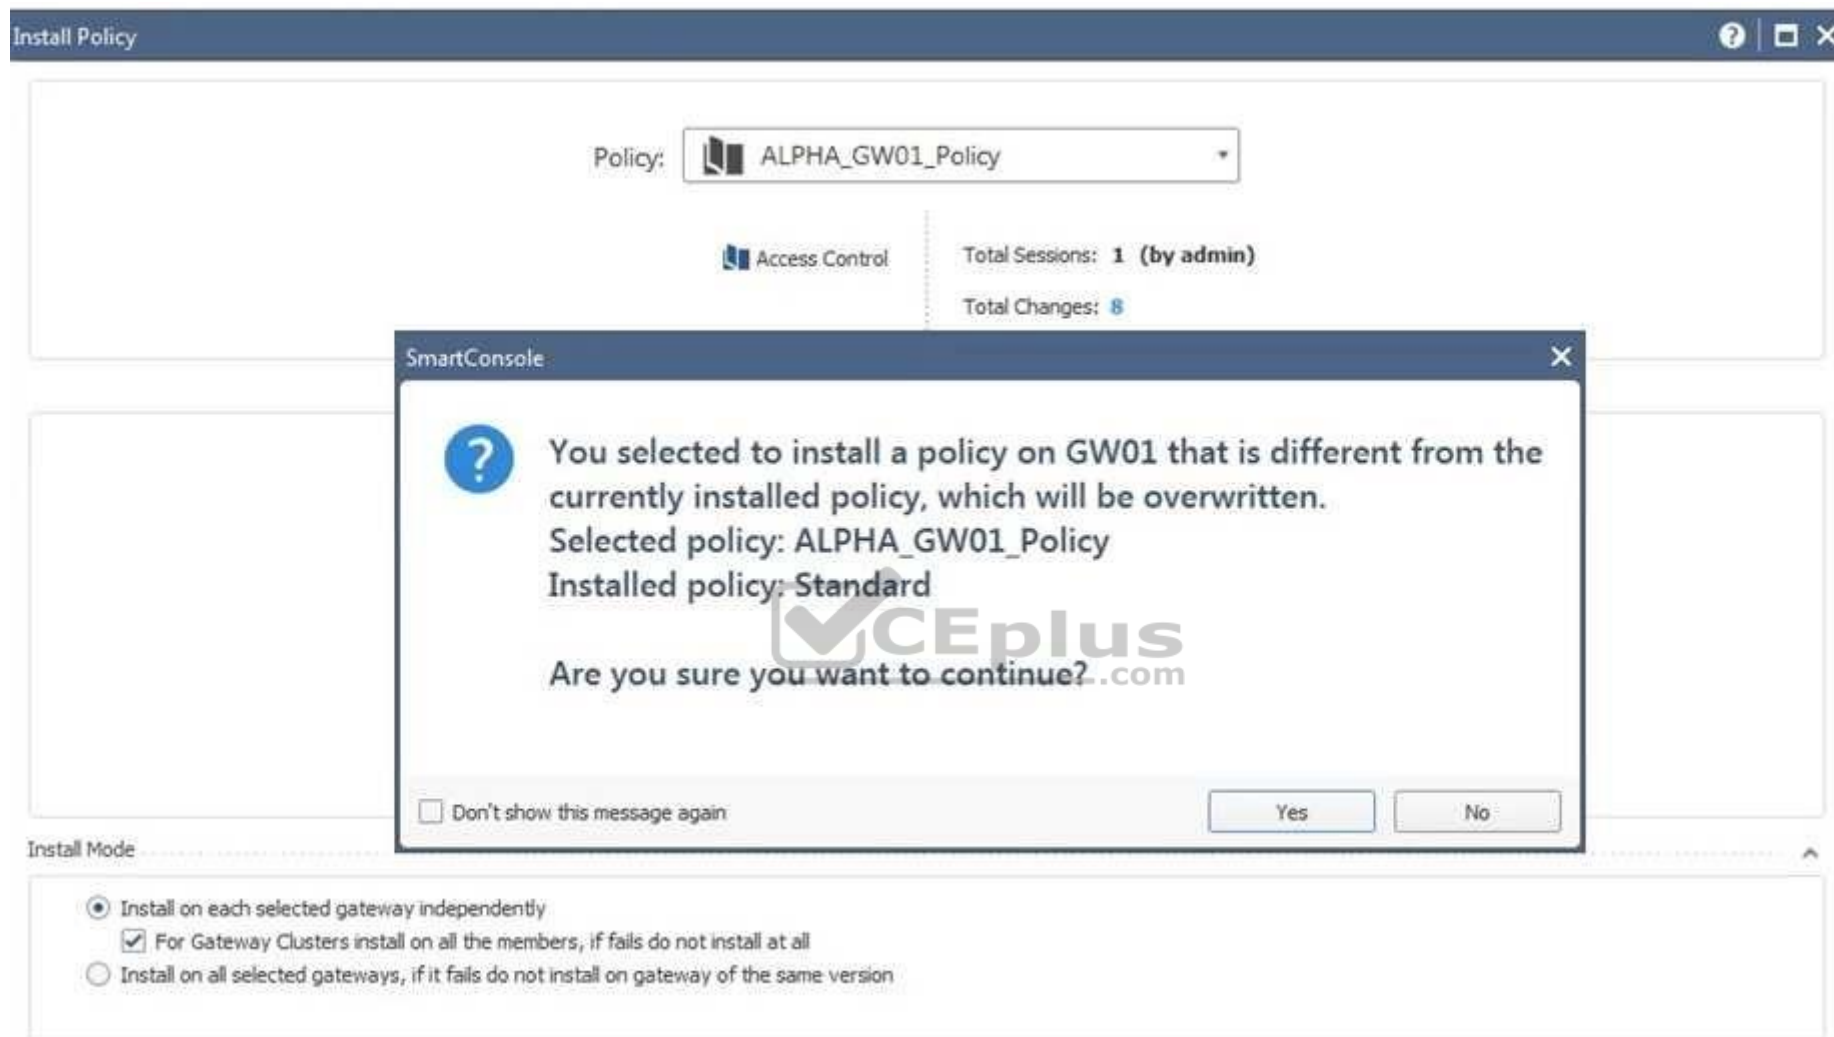 Install Policy
Policy: ALPHA_GW01_Policy
Access Control
Total Sessions: 1 (by admin)
Total Changes: 8
SmartConsole
You selected to install a policy on GW01 that is different from the
currently installed policy, which will be overwritten.
Selected policy: ALPHA_GW01_Policy
Installed policy: Standard
VCEplus
.com
Are you sure you want to continue?
Don't show this message again
Yes
No
Install Mode
Install on each selected gateway independently
For Gateway Clusters install on all the members, if fails do not install at all
Install on all selected gateways, if it fails do not install on gateway of the same version